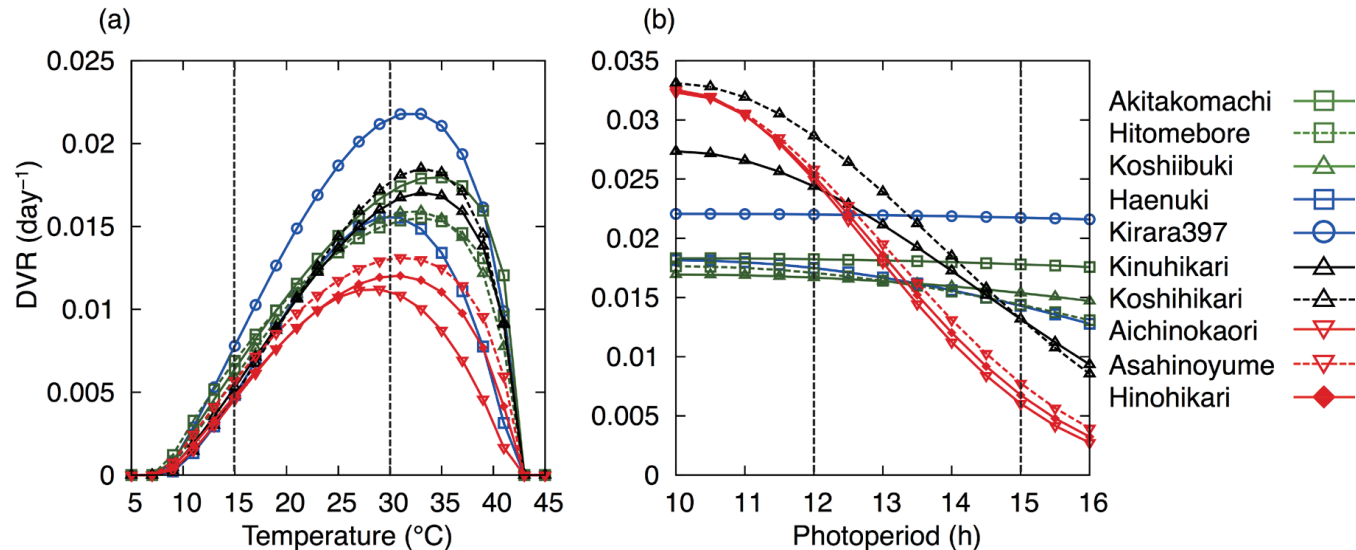 (a)
(b)
DVR (day⁻¹)
0.025
0.02
0.015
0.01
0.005
0
5 10 15 20 25 30 35 40 45
Temperature (°C)
0.035
0.03
0.025
0.02
0.015
0.01
0.005
0
10 11 12 13 14 15 16
Photoperiod (h)
Akitakomachi
Hitomebore
Koshiibuki
Haenuki
Kirara397
Kinuhikari
Koshihikari
Aichinokaori
Asahinoyume
Hinohikari